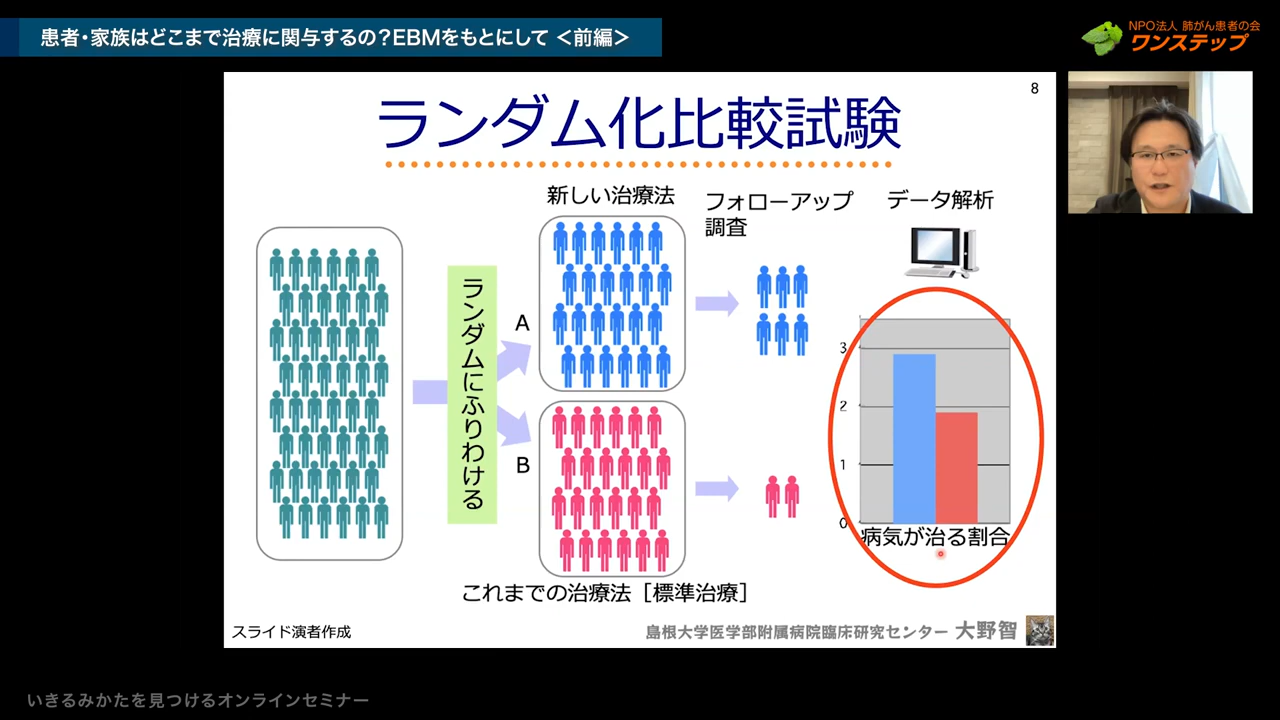 患者・家族はどこまで治療に関与するの?EBMをもとにして <前編>
NPO法人 肺がん患者の会
ワンステップ
8
ランダム化比較試験
新しい治療法
フォローアップ
調査
データ解析
ランダムにふりわける
A
B
3
2
1
0
病気が治る割合
これまでの治療法[標準治療]
スライド演者作成
島根大学医学部附属病院臨床研究センター 大野智
いきるみかたを見つけるオンラインセミナー